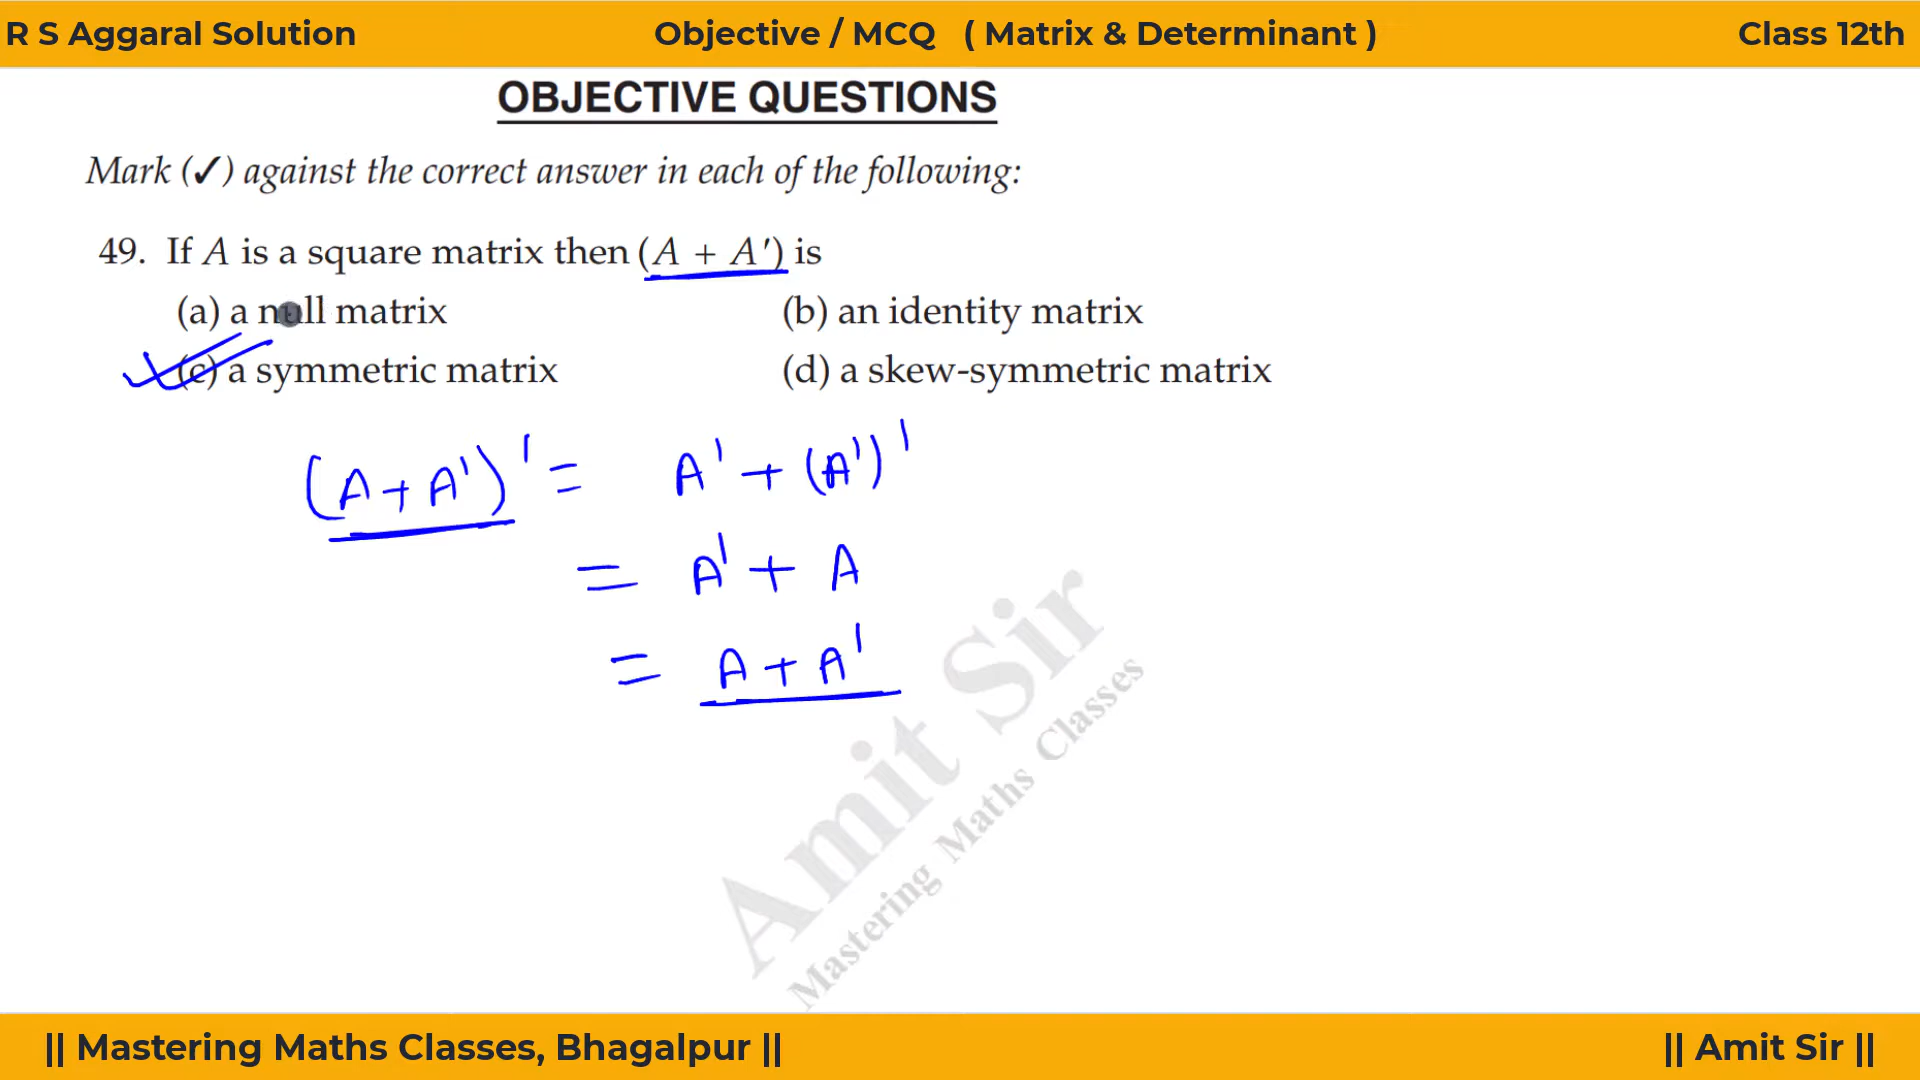 R S Aggaral Solution Objective / MCQ ( Matrix & Determinant ) Class 12th
OBJECTIVE QUESTIONS
Mark (✓) against the correct answer in each of the following:
49. If A is a square matrix then (A + A') is
(a) a null matrix (b) an identity matrix
(c) a symmetric matrix (d) a skew-symmetric matrix
(A + A')' = A' + (A')'
= A' + A
= A + A'
Amit Sir
Mastering Maths Classes
|| Mastering Maths Classes, Bhagalpur || || Amit Sir ||